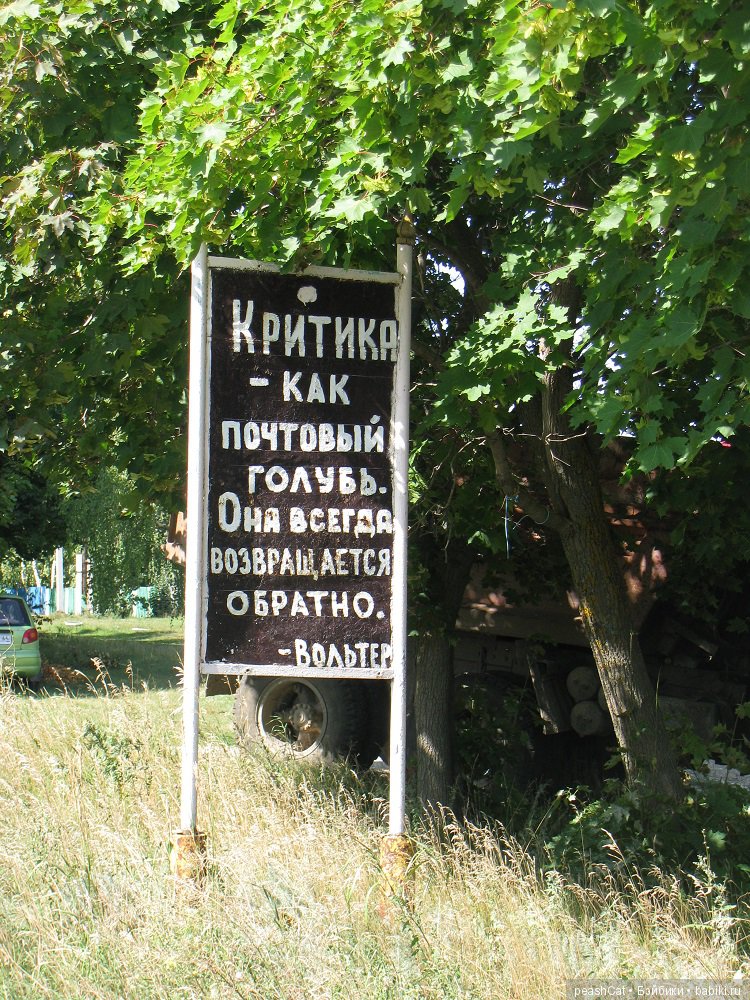 Критика
- как
почтовый
голубь.
Она всегда
возвращается
обратно.
- Вольтер
peashCat • Бэйбики • babiki.ru